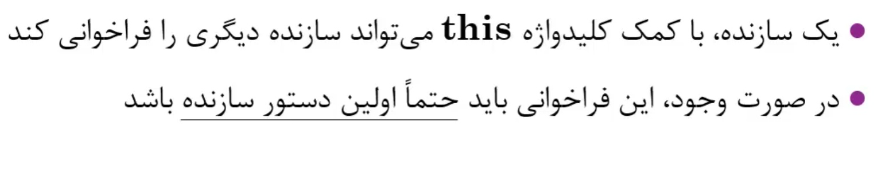 • یک سازنده، با کمک کلیدواژه this می‌تواند سازنده دیگری را فراخوانی کند
• در صورت وجود، این فراخوانی باید حتماً اولین دستور سازنده باشد